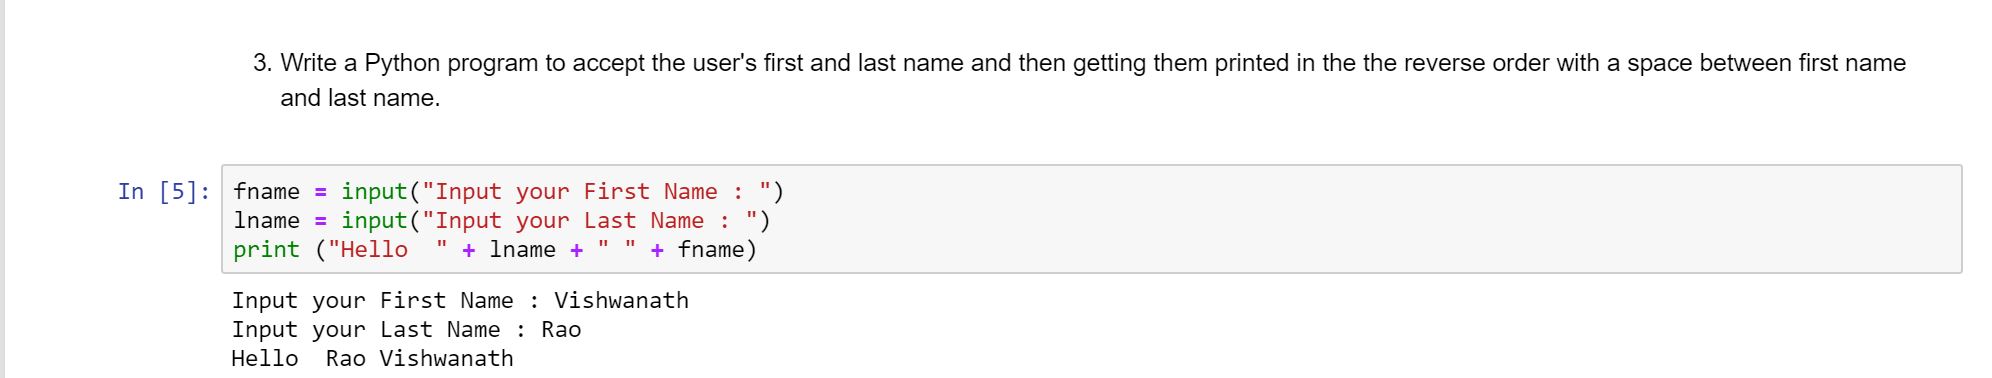 3. Write a Python program to accept the user's first and last name and then getting them printed in the the reverse order with a space between first name
and last name.
In [5]: fname = input("Input your First Name : ")
lname = input("Input your Last Name : ")
print ("Hello  " + lname + " " + fname)
Input your First Name : Vishwanath
Input your Last Name : Rao
Hello  Rao Vishwanath